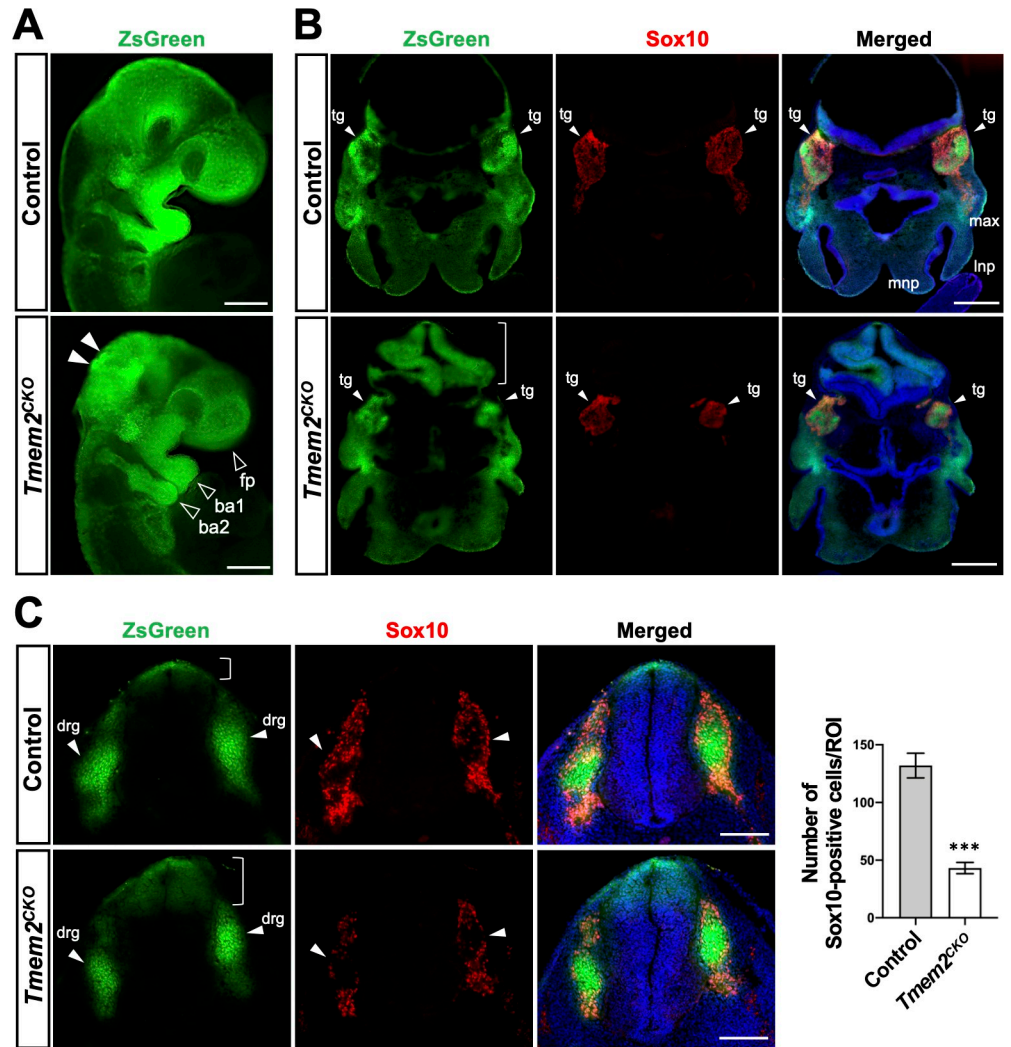 A
ZsGreen
Control
Tmem2cKO
fp
ba1
ba2
B
ZsGreen
Sox10
Merged
Control
tg
tg
tg
tg
tg
tg
max
lnp
mnp
Tmem2cKO
tg
tg
tg
tg
tg
tg
C
ZsGreen
Sox10
Merged
Control
drg
drg
Tmem2cKO
drg
drg
Number of
Sox10-positive cells/ROI
150
100
50
0
***
Control
Tmem2cKO